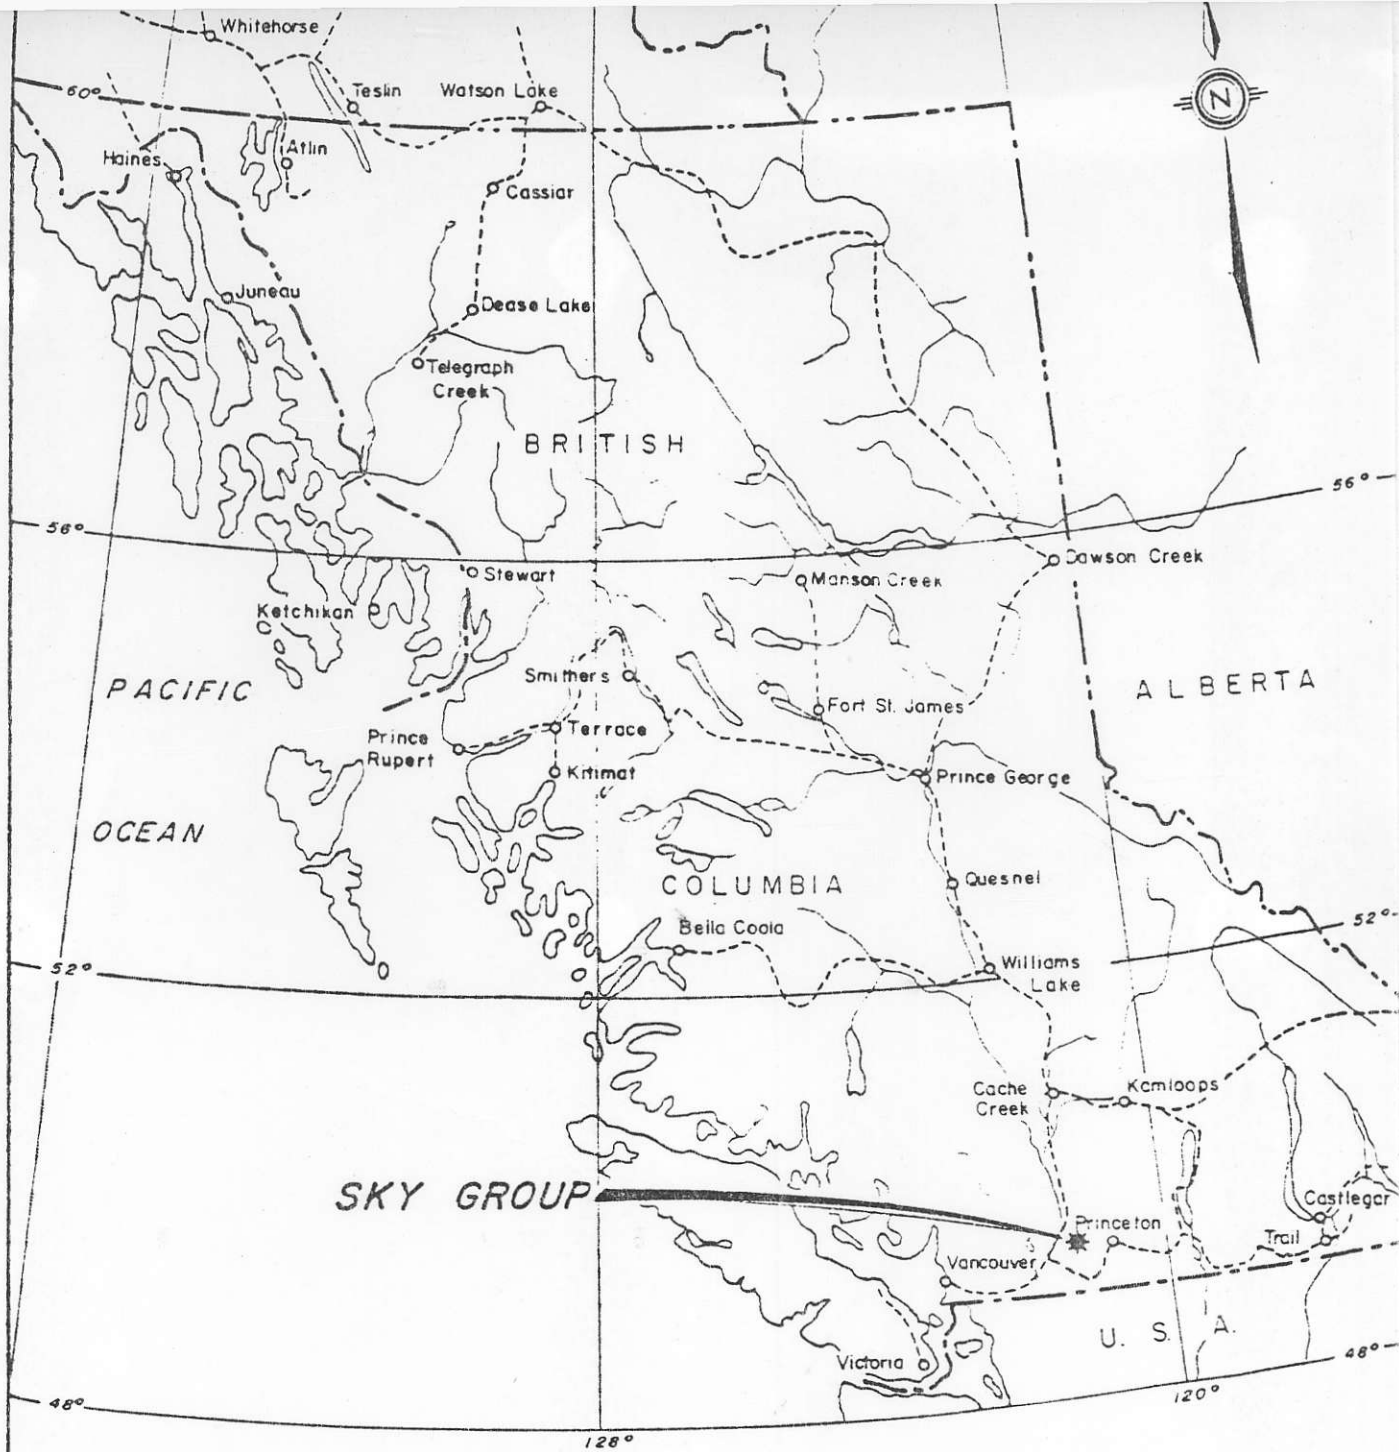 Whitehorse
60°
Teslin
Watson Lake
N
Haines
Atlin
Cassiar
Juneau
Dease Lake
Telegraph
Creek
BRITISH
56°
56°
Stewart
Manson Creek
Dawson Creek
Ketchikan
PACIFIC
Smithers
ALBERTA
Fort St. James
Prince
Rupert
Terrace
Kitimat
Prince George
OCEAN
COLUMBIA
Quesnel
Bella Coola
52°
52°
Williams
Lake
Cache
Creek
Kamloops
SKY GROUP
Princeton
Castlegar
Trail
Vancouver
U. S. A.
Victoria
48°
48°
120°
128°